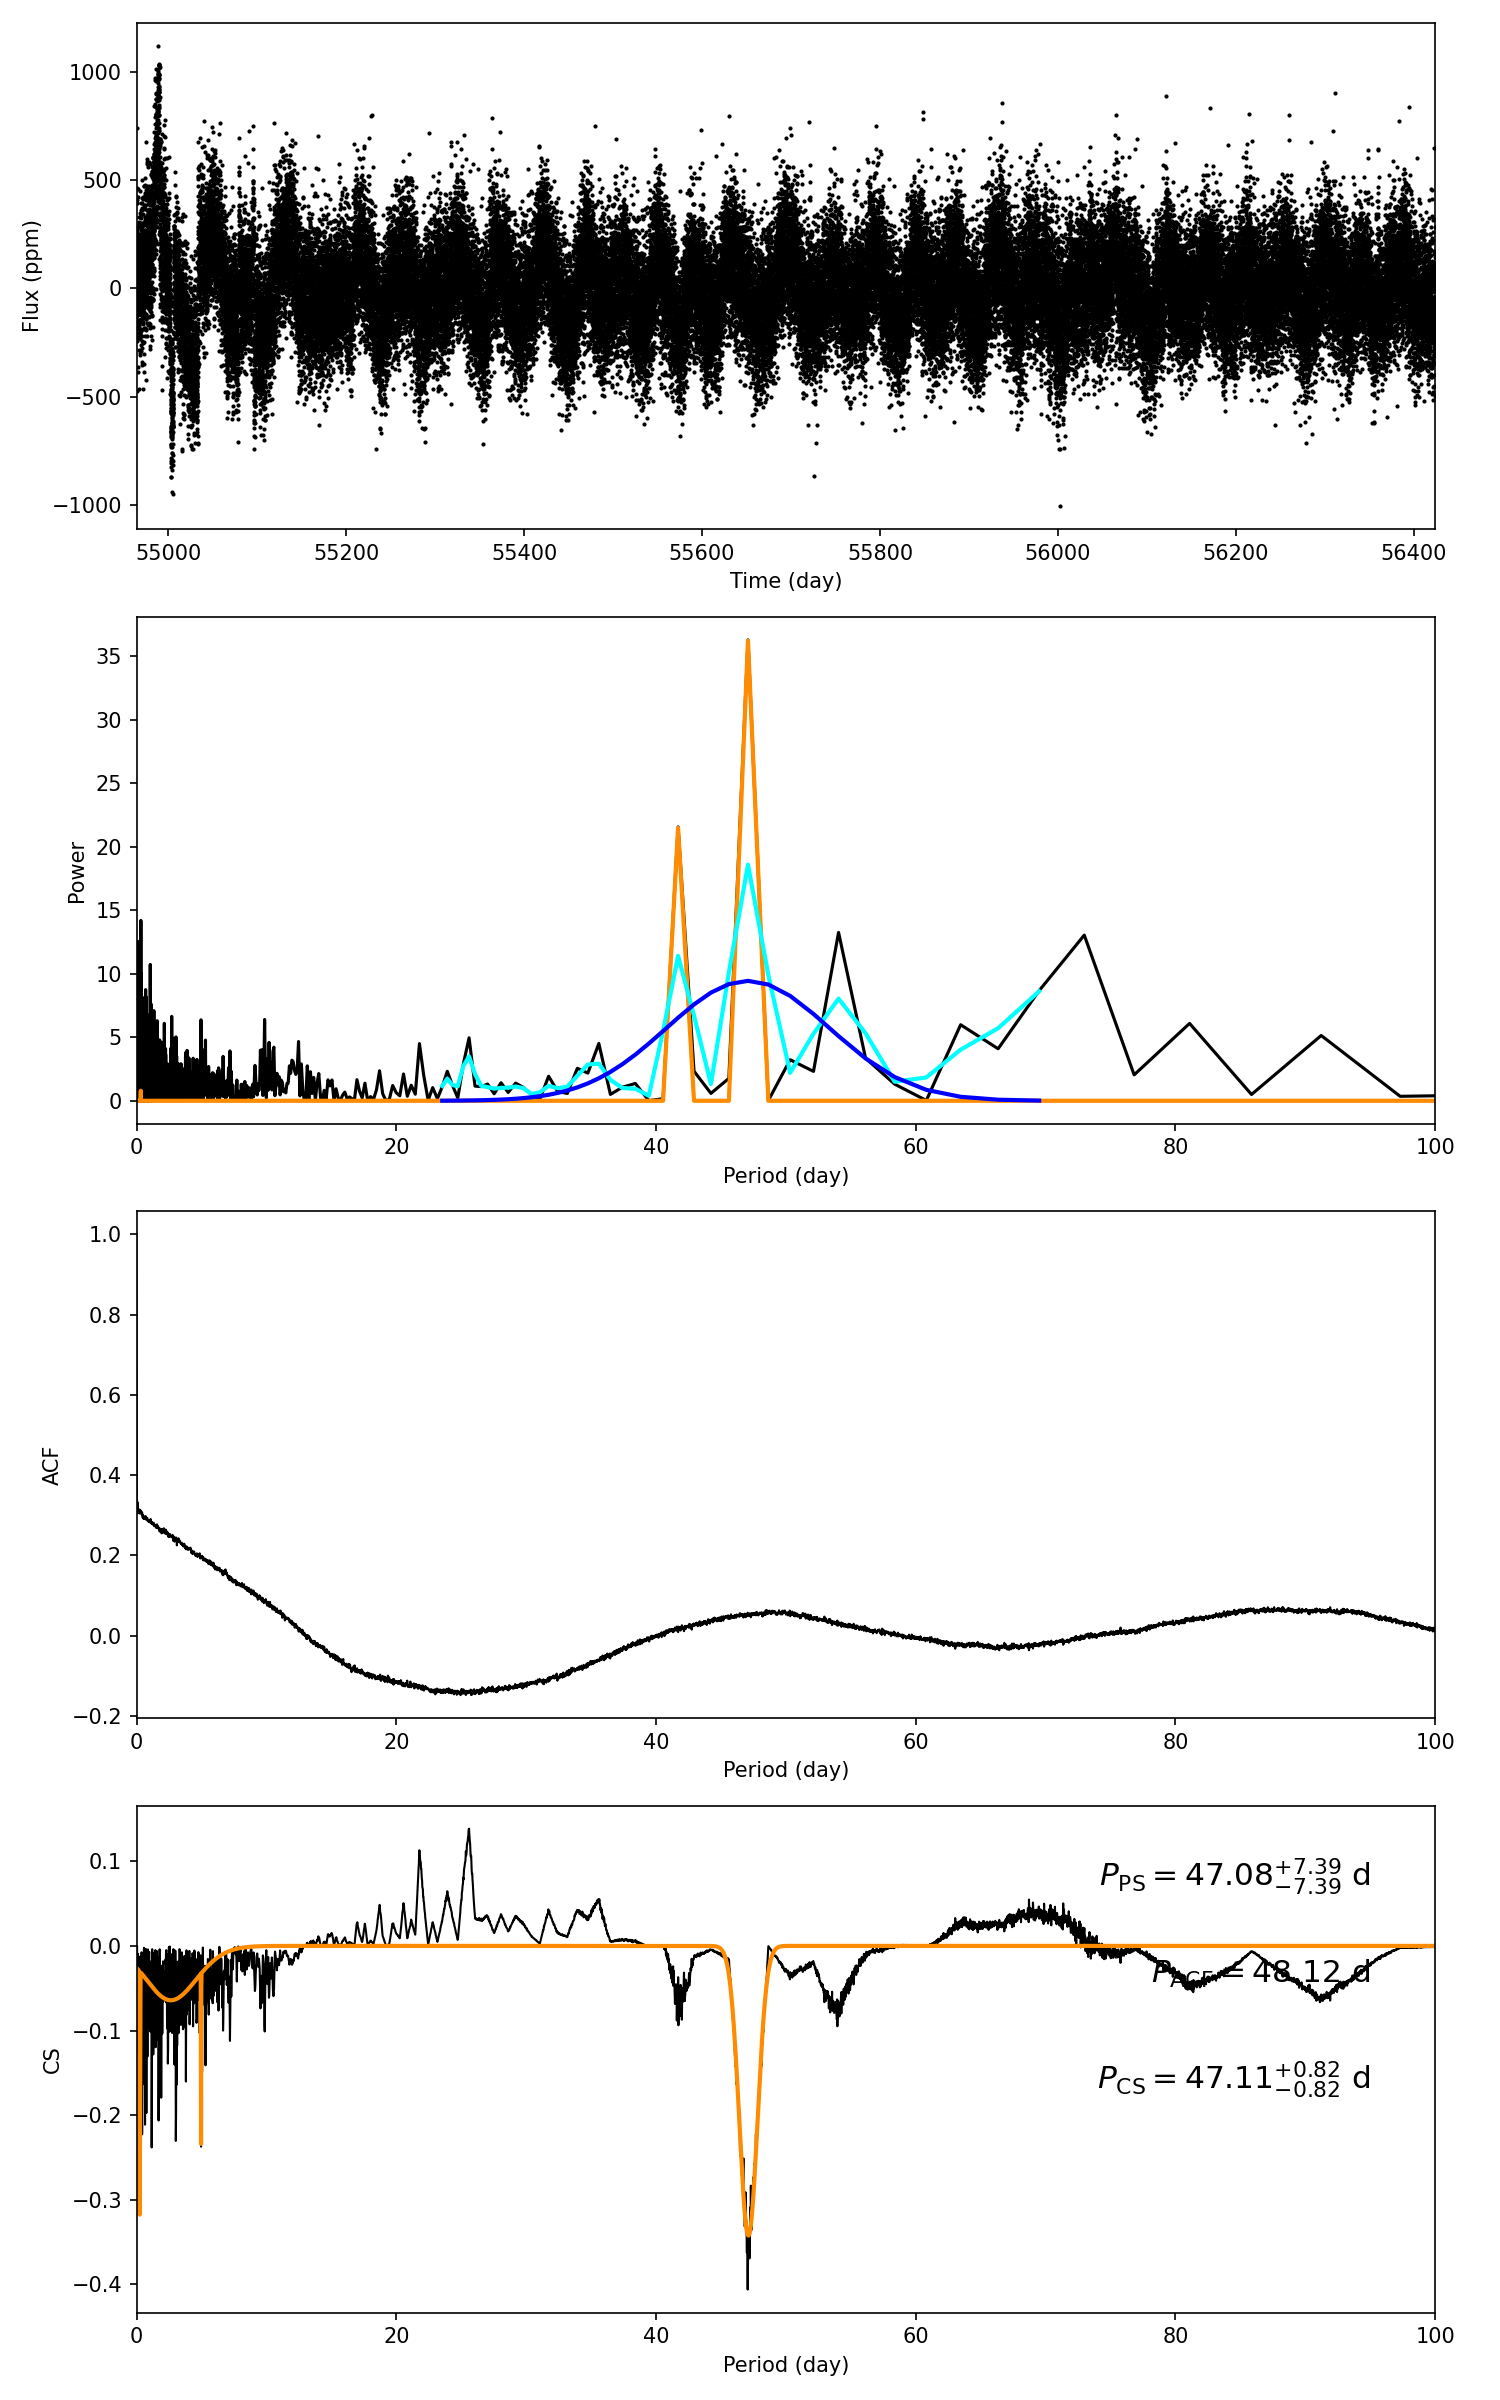 1000
500
0
−500
−1000
Flux (ppm)
55000 55200 55400 55600 55800 56000 56200 56400
Time (day)
35
30
25
20
15
10
5
0
Power
0 20 40 60 80 100
Period (day)
1.0
0.8
0.6
0.4
0.2
0.0
−0.2
ACF
0 20 40 60 80 100
Period (day)
0.1
0.0
−0.1
−0.2
−0.3
−0.4
CS
P_PS = 47.08^{+7.39}_{−7.39} d
P_ACF = 48.12 d
P_CS = 47.11^{+0.82}_{−0.82} d
0 20 40 60 80 100
Period (day)